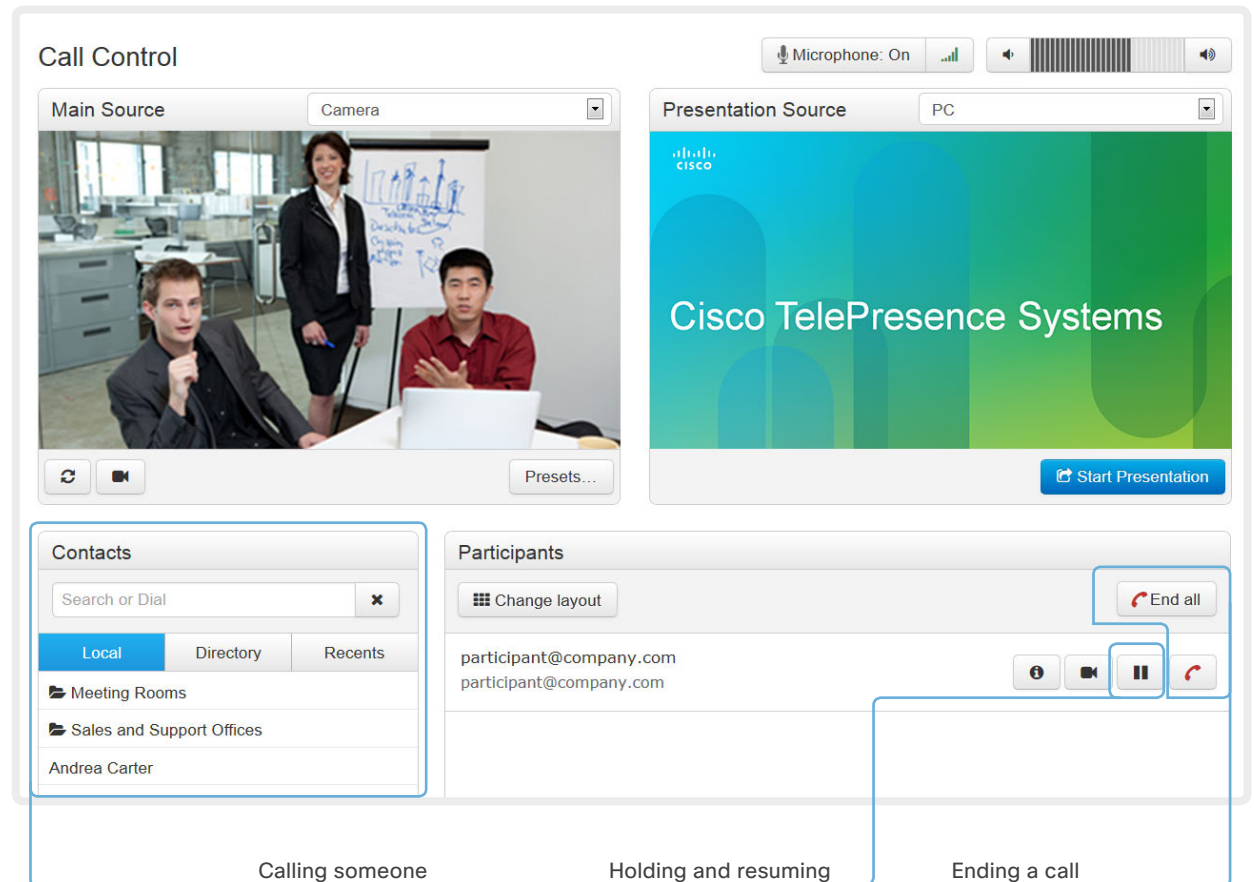 Call Control
Microphone: On
Main Source
Camera
Presentation Source
PC
CISCO
Cisco TelePresence Systems
Presets...
Start Presentation
Contacts
Search or Dial
Local Directory Recents
Meeting Rooms
Sales and Support Offices
Andrea Carter
Participants
Change layout
End all
participant@company.com
participant@company.com
Calling someone
Holding and resuming
Ending a call